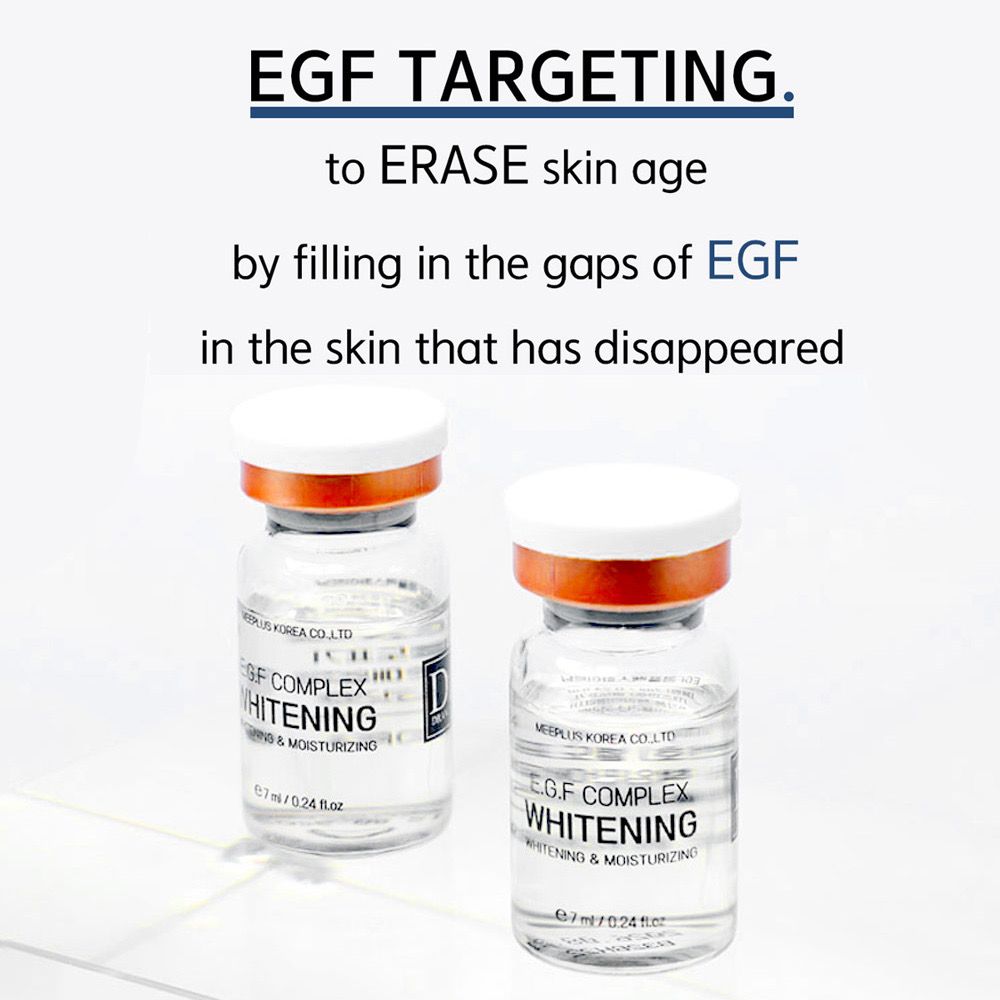 EGF TARGETING.
to ERASE skin age
by filling in the gaps of EGF
in the skin that has disappeared
MEEPLUS KOREA CO.,LTD
E.G.F COMPLEX
WHITENING
& MOISTURIZING
e 7 ml / 0.24 fl.oz
D
MEEPLUS KOREA CO.,LTD
E.G.F COMPLEX
WHITENING
WHITENING & MOISTURIZING
e 7 ml / 0.24 fl.oz